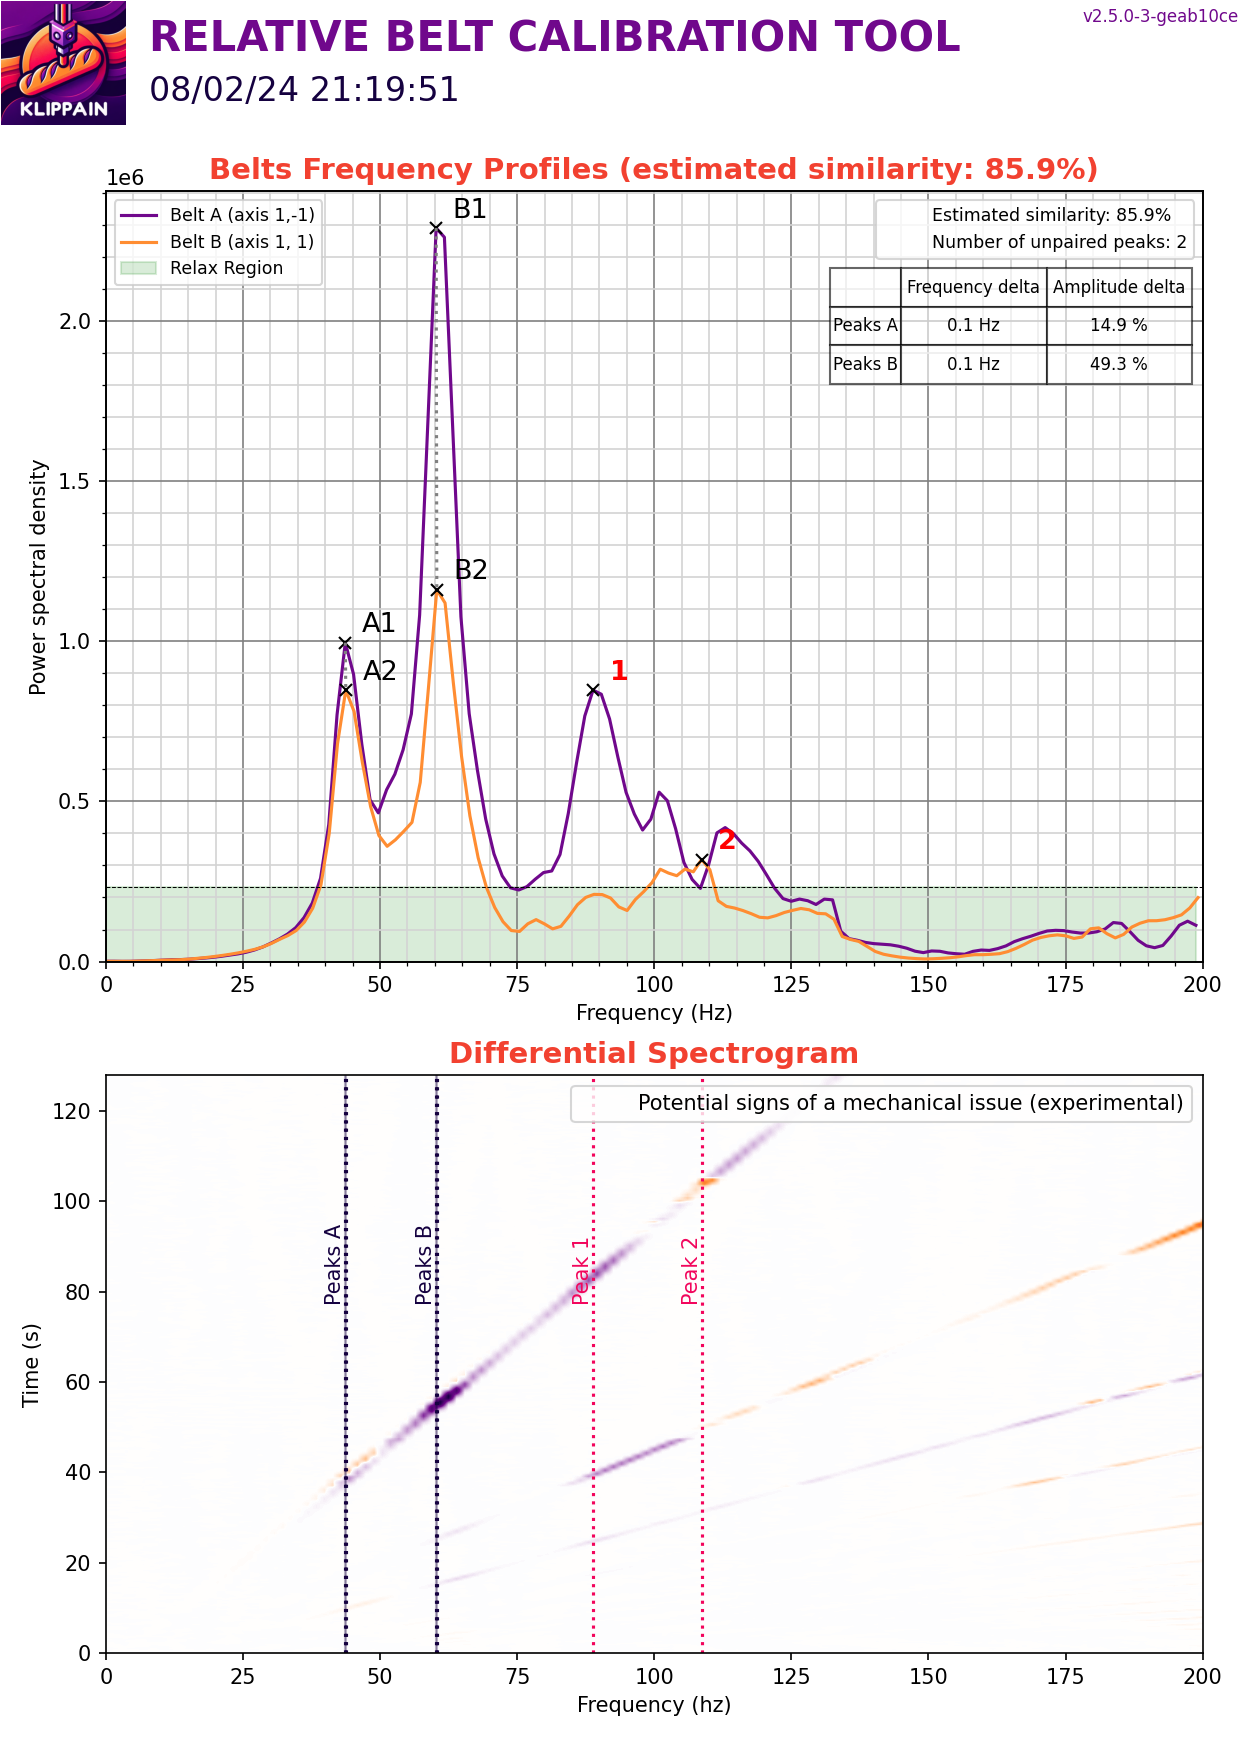 KLIPPAIN
RELATIVE BELT CALIBRATION TOOL
08/02/24 21:19:51
v2.5.0-3-geab10ce
Belts Frequency Profiles (estimated similarity: 85.9%)
1e6
Belt A (axis 1,-1)
Belt B (axis 1, 1)
Relax Region
Estimated similarity: 85.9%
Number of unpaired peaks: 2
Frequency delta Amplitude delta
Peaks A 0.1 Hz 14.9 %
Peaks B 0.1 Hz 49.3 %
B1
B2
A1
A2
1
2
Power spectral density
2.0
1.5
1.0
0.5
0.0
0 25 50 75 100 125 150 175 200
Frequency (Hz)
Differential Spectrogram
Potential signs of a mechanical issue (experimental)
Peaks A
Peaks B
Peak 1
Peak 2
Time (s)
120
100
80
60
40
20
0
0 25 50 75 100 125 150 175 200
Frequency (hz)